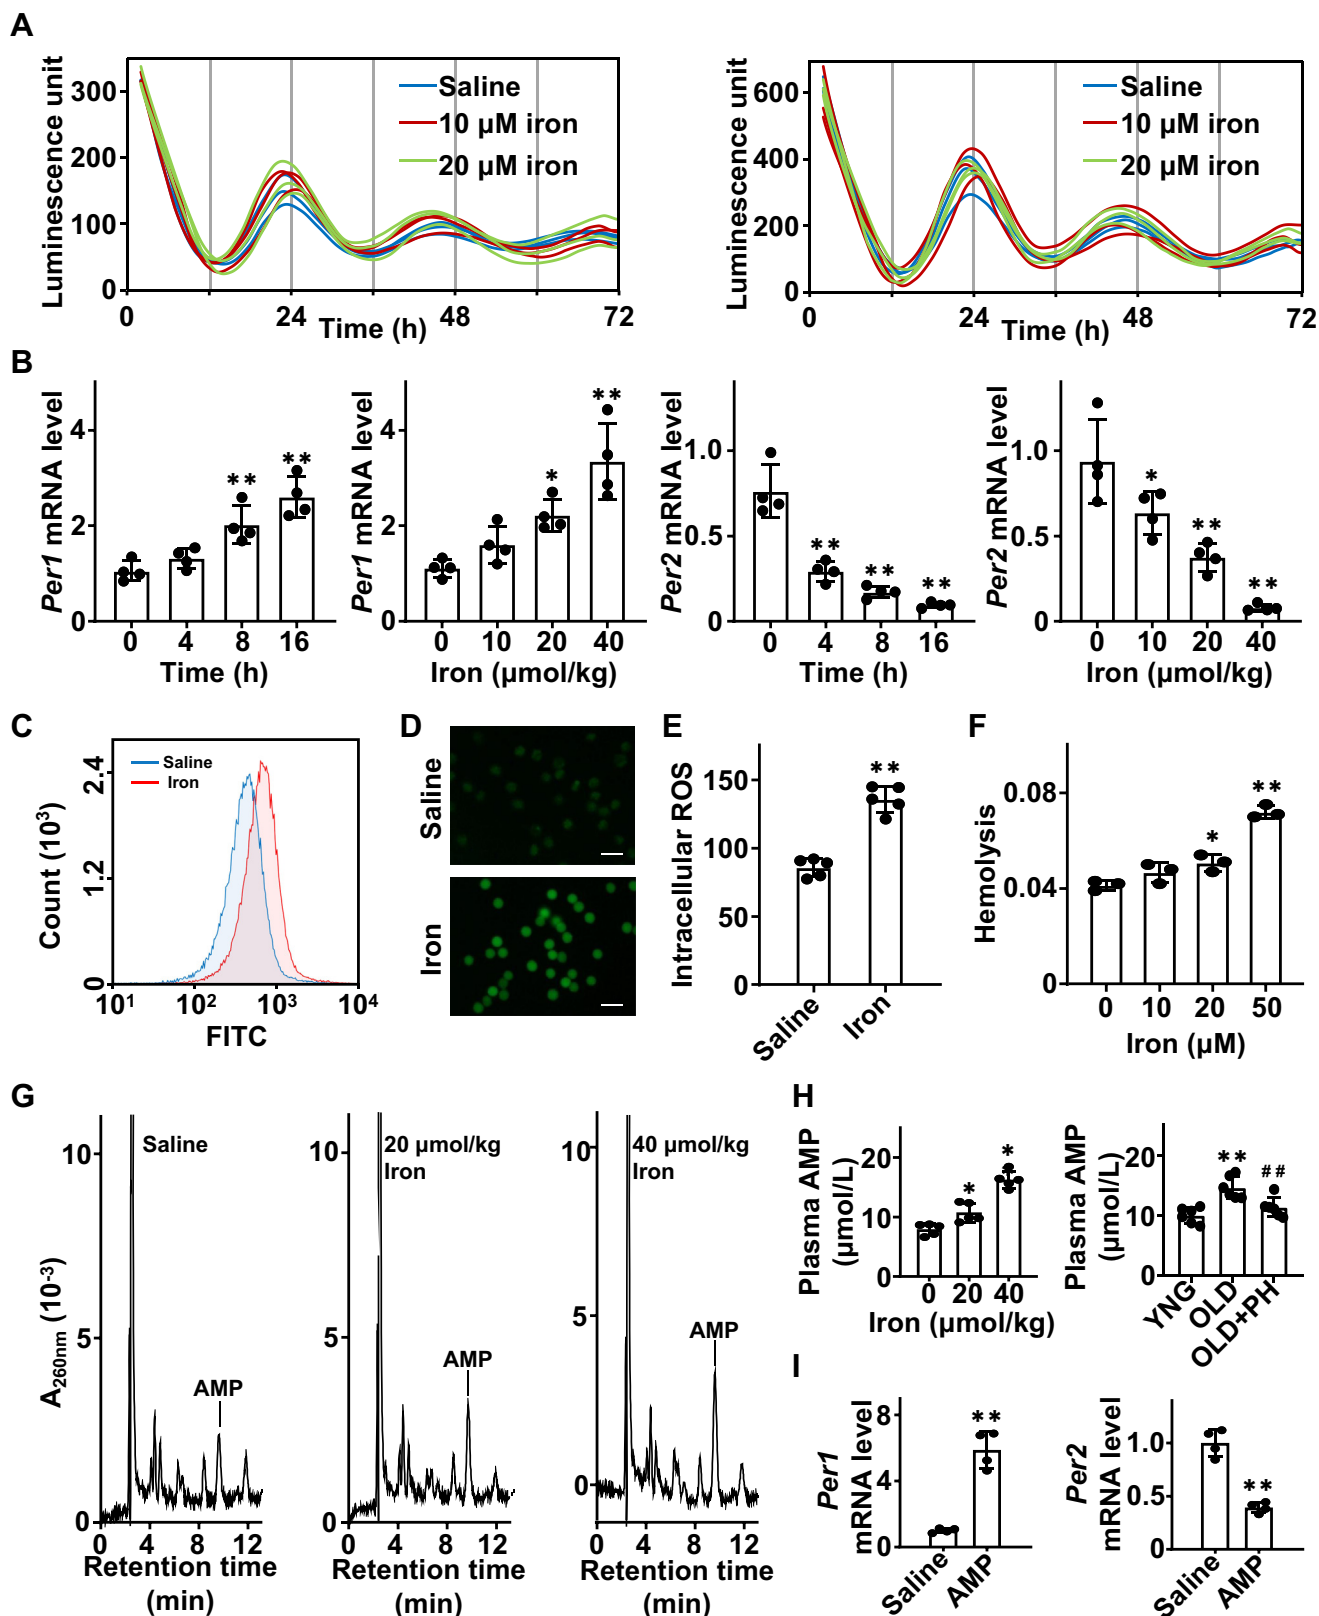 A
Luminescence unit
300
200
100
0
Saline
10 µM iron
20 µM iron
0 24 48 72
Time (h)
Luminescence unit
600
400
200
0
Saline
10 µM iron
20 µM iron
0 24 48 72
Time (h)
B
Per1 mRNA level
4
2
0
** **
0 4 8 16
Time (h)
Per1 mRNA level
4
2
0
* **
0 10 20 40
Iron (µmol/kg)
Per2 mRNA level
1.0
0.5
0
** ** **
0 4 8 16
Time (h)
Per2 mRNA level
1.0
0.5
0
* ** **
0 10 20 40
Iron (µmol/kg)
C
Count (10³)
2.4
1.2
0
Saline
Iron
10¹ 10² 10³ 10⁴
FITC
D
Saline
Iron
E
Intracellular ROS
150
100
50
0
**
Saline
Iron
F
Hemolysis
0.08
0.04
0
* **
0 10 20 50
Iron (µM)
G
A260nm (10⁻³)
10
5
0
Saline
AMP
0 4 8 12
Retention time
(min)
10
5
0
20 µmol/kg
Iron
AMP
0 4 8 12
Retention time
(min)
10
5
0
40 µmol/kg
Iron
AMP
0 4 8 12
Retention time
(min)
H
Plasma AMP
(µmol/L)
20
10
0
* *
0 20 40
Iron (µmol/kg)
Plasma AMP
(µmol/L)
20
10
0
** ##
YNG
OLD
OLD+PH
I
Per1
mRNA level
8
4
0
**
Saline
AMP
Per2
mRNA level
1.0
0.5
0
**
Saline
AMP